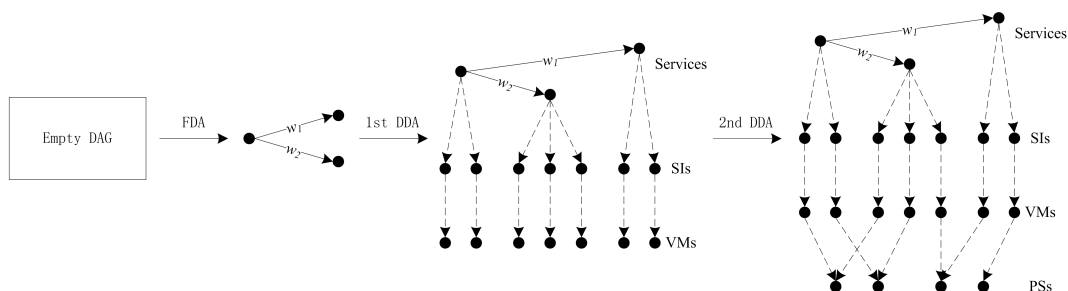 Empty DAG
FDA
w1
w2
1st DDA
w1
w2
Services
SIs
VMs
2nd DDA
w1
w2
Services
SIs
VMs
PSs